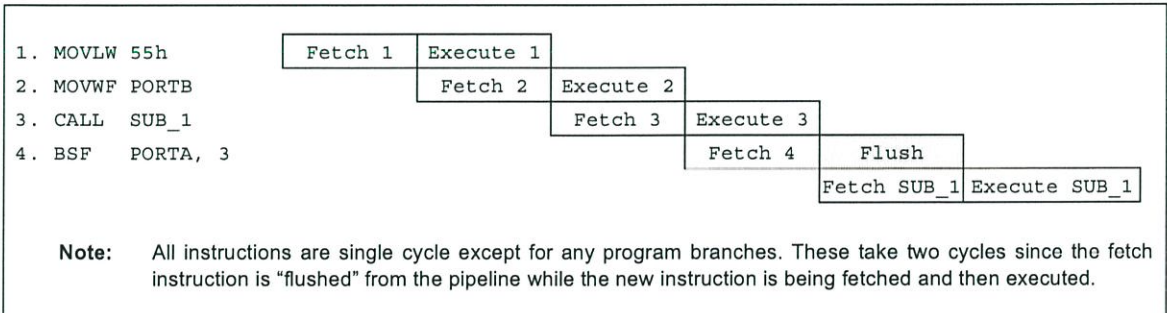 1. MOVLW 55h Fetch 1 Execute 1
2. MOVWF PORTB Fetch 2 Execute 2
3. CALL SUB_1 Fetch 3 Execute 3
4. BSF PORTA, 3 Fetch 4 Flush
Fetch SUB_1 Execute SUB_1
Note: All instructions are single cycle except for any program branches. These take two cycles since the fetch
instruction is “flushed” from the pipeline while the new instruction is being fetched and then executed.